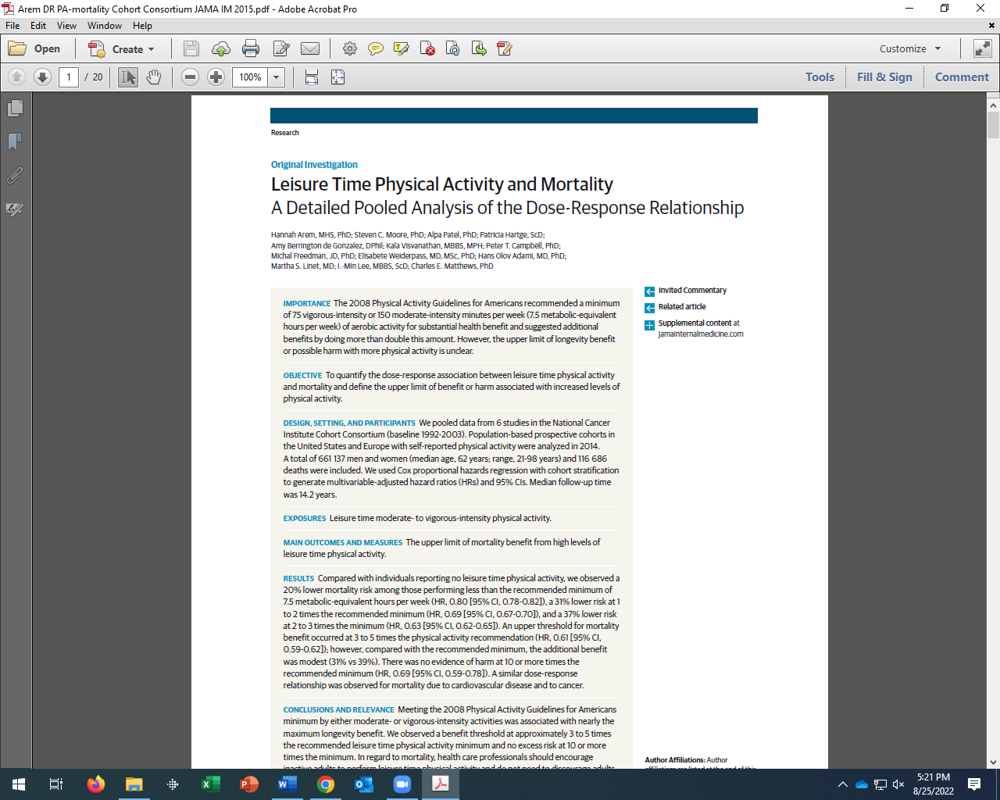 Arem DR PA-mortality Cohort Consortium JAMA IM 2015.pdf - Adobe Acrobat Pro
File Edit View Window Help
Open Create Customize
1 / 20 100% Tools Fill & Sign Comment
Research
Original Investigation
Leisure Time Physical Activity and Mortality
A Detailed Pooled Analysis of the Dose-Response Relationship
Hannah Arem, MHS, PhD; Steven C. Moore, PhD; Alpa Patel, PhD; Patricia Hartge, ScD;
Amy Berrington de Gonzalez, DPhil; Kala Visvanathan, MBBS, MPH; Peter T. Campbell, PhD;
Michal Freedman, JD, PhD; Elisabete Weiderpass, MD, MSc, PhD; Hans Olov Adami, MD, PhD;
Martha S. Linet, MD; I.-Min Lee, MBBS, ScD; Charles E. Matthews, PhD
IMPORTANCE The 2008 Physical Activity Guidelines for Americans recommended a minimum
of 75 vigorous-intensity or 150 moderate-intensity minutes per week (7.5 metabolic-equivalent
hours per week) of aerobic activity for substantial health benefit and suggested additional
benefits by doing more than double this amount. However, the upper limit of longevity benefit
or possible harm with more physical activity is unclear.
OBJECTIVE To quantify the dose-response association between leisure time physical activity
and mortality and define the upper limit of benefit or harm associated with increased levels of
physical activity.
DESIGN, SETTING, AND PARTICIPANTS We pooled data from 6 studies in the National Cancer
Institute Cohort Consortium (baseline 1992-2003). Population-based prospective cohorts in
the United States and Europe with self-reported physical activity were analyzed in 2014.
A total of 661 137 men and women (median age, 62 years; range, 21-98 years) and 116 686
deaths were included. We used Cox proportional hazards regression with cohort stratification
to generate multivariable-adjusted hazard ratios (HRs) and 95% CIs. Median follow-up time
was 14.2 years.
EXPOSURES Leisure time moderate- to vigorous-intensity physical activity.
MAIN OUTCOMES AND MEASURES The upper limit of mortality benefit from high levels of
leisure time physical activity.
RESULTS Compared with individuals reporting no leisure time physical activity, we observed a
20% lower mortality risk among those performing less than the recommended minimum of
7.5 metabolic-equivalent hours per week (HR, 0.80 [95% CI, 0.78-0.82]), a 31% lower risk at 1
to 2 times the recommended minimum (HR, 0.69 [95% CI, 0.67-0.70]), and a 37% lower risk
at 2 to 3 times the minimum (HR, 0.63 [95% CI, 0.62-0.65]). An upper threshold for mortality
benefit occurred at 3 to 5 times the physical activity recommendation (HR, 0.61 [95% CI,
0.59-0.62]); however, compared with the recommended minimum, the additional benefit
was modest (31% vs 39%). There was no evidence of harm at 10 or more times the
recommended minimum (HR, 0.69 [95% CI, 0.59-0.78]). A similar dose-response
relationship was observed for mortality due to cardiovascular disease and to cancer.
CONCLUSIONS AND RELEVANCE Meeting the 2008 Physical Activity Guidelines for Americans
minimum by either moderate- or vigorous-intensity activities was associated with nearly the
maximum longevity benefit. We observed a benefit threshold at approximately 3 to 5 times
the recommended leisure time physical activity minimum and no excess risk at 10 or more
times the minimum. In regard to mortality, health care professionals should encourage
inactive adults to perform leisure time physical activity and do not need to discourage adults
Invited Commentary
Related article
Supplemental content at
jamainternalmedicine.com
Author Affiliations: Author
affiliations are listed at the end of this
5:21 PM
8/25/2022